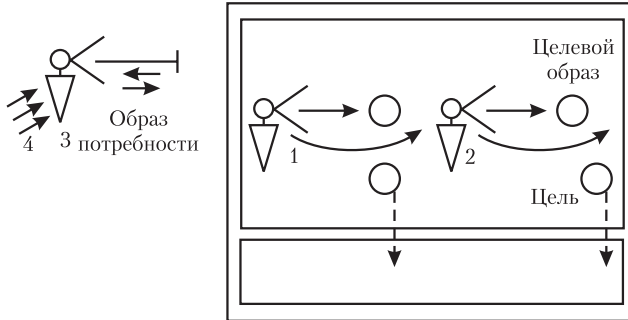 Целевой
образ
Образ
потребности
4
3
1
2
Цель